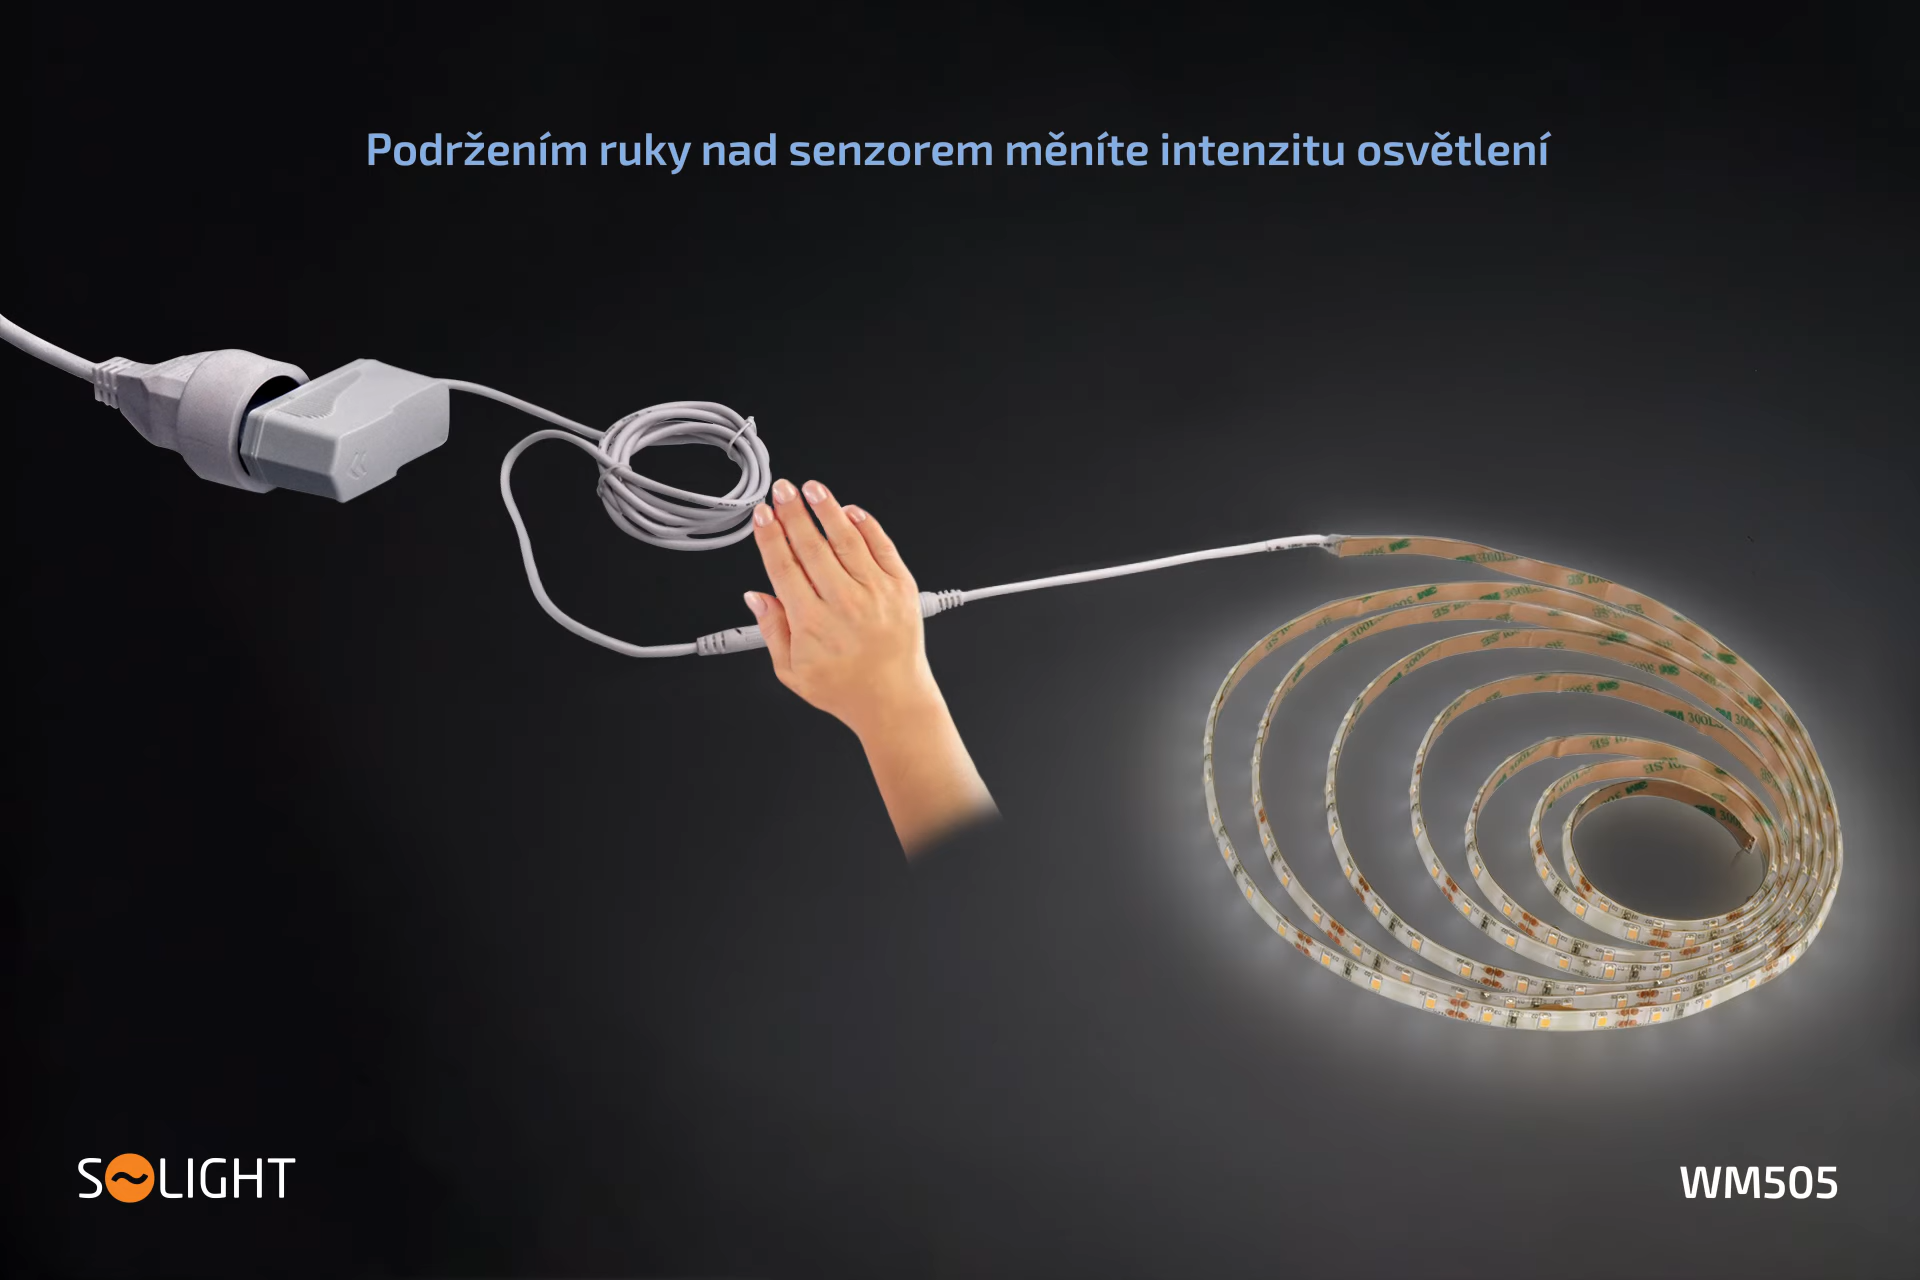 Podržením ruky nad senzorem měníte intenzitu osvětlení
SOLIGHT
WM505